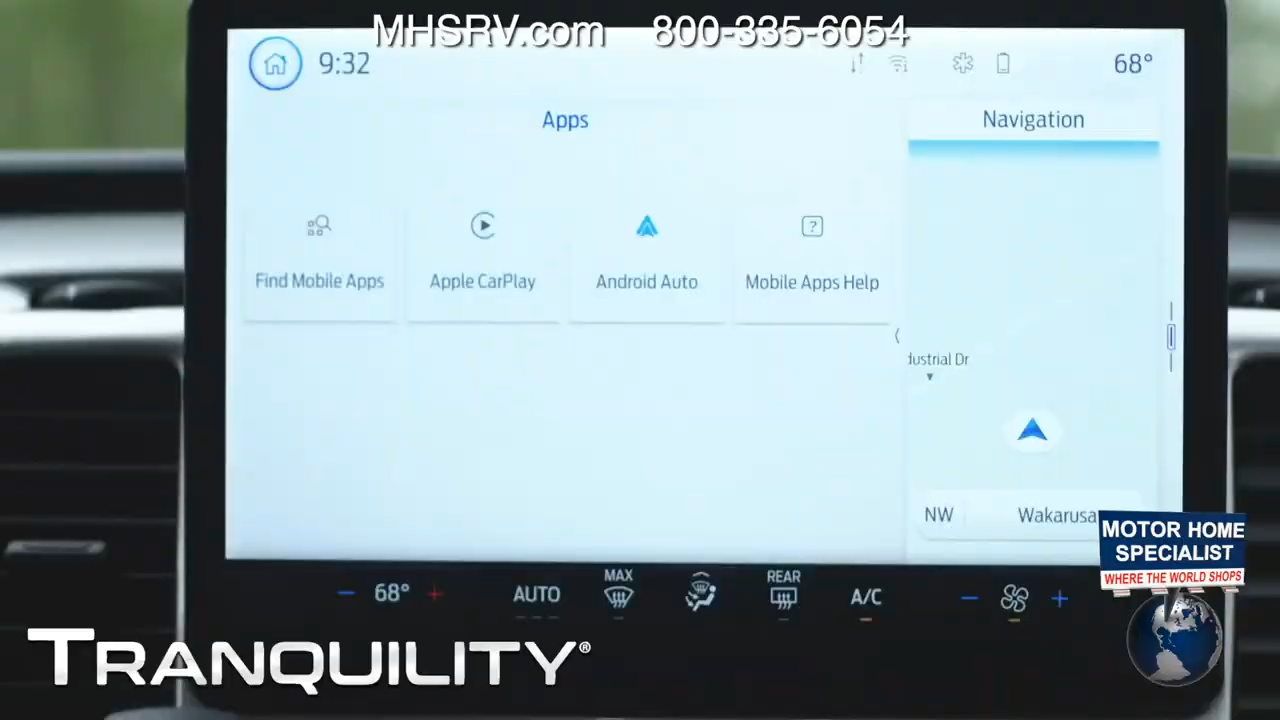 MHSRV.com 800-335-6054
9:32
68°
Apps
Navigation
Find Mobile Apps
Apple CarPlay
Android Auto
Mobile Apps Help
?
dustrial Dr
NW
Wakarusa
MOTOR HOME
SPECIALIST
WHERE THE WORLD SHOPS
- 68° +
AUTO
MAX
REAR
A/C
- +
TRANQUILITY®